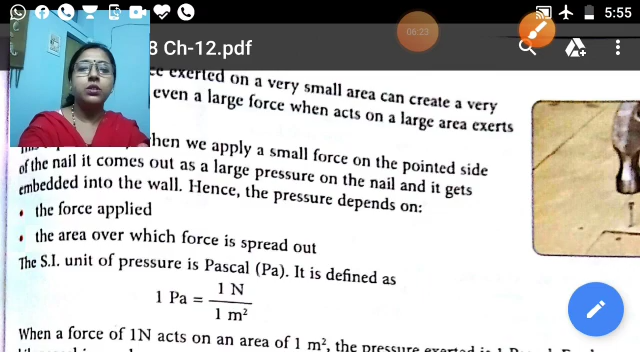 5:55
8 Ch-12.pdf
06:23
exerted on a very small area can create a very
even a large force when acts on a large area exerts
when we apply a small force on the pointed side
of the nail it comes out as a large pressure on the nail and it gets
embedded into the wall. Hence, the pressure depends on:
• the force applied
• the area over which force is spread out
The S.I. unit of pressure is Pascal (Pa). It is defined as
1 Pa = 1 N / 1 m²
When a force of 1N acts on an area of 1 m², the pressure exerted is 1